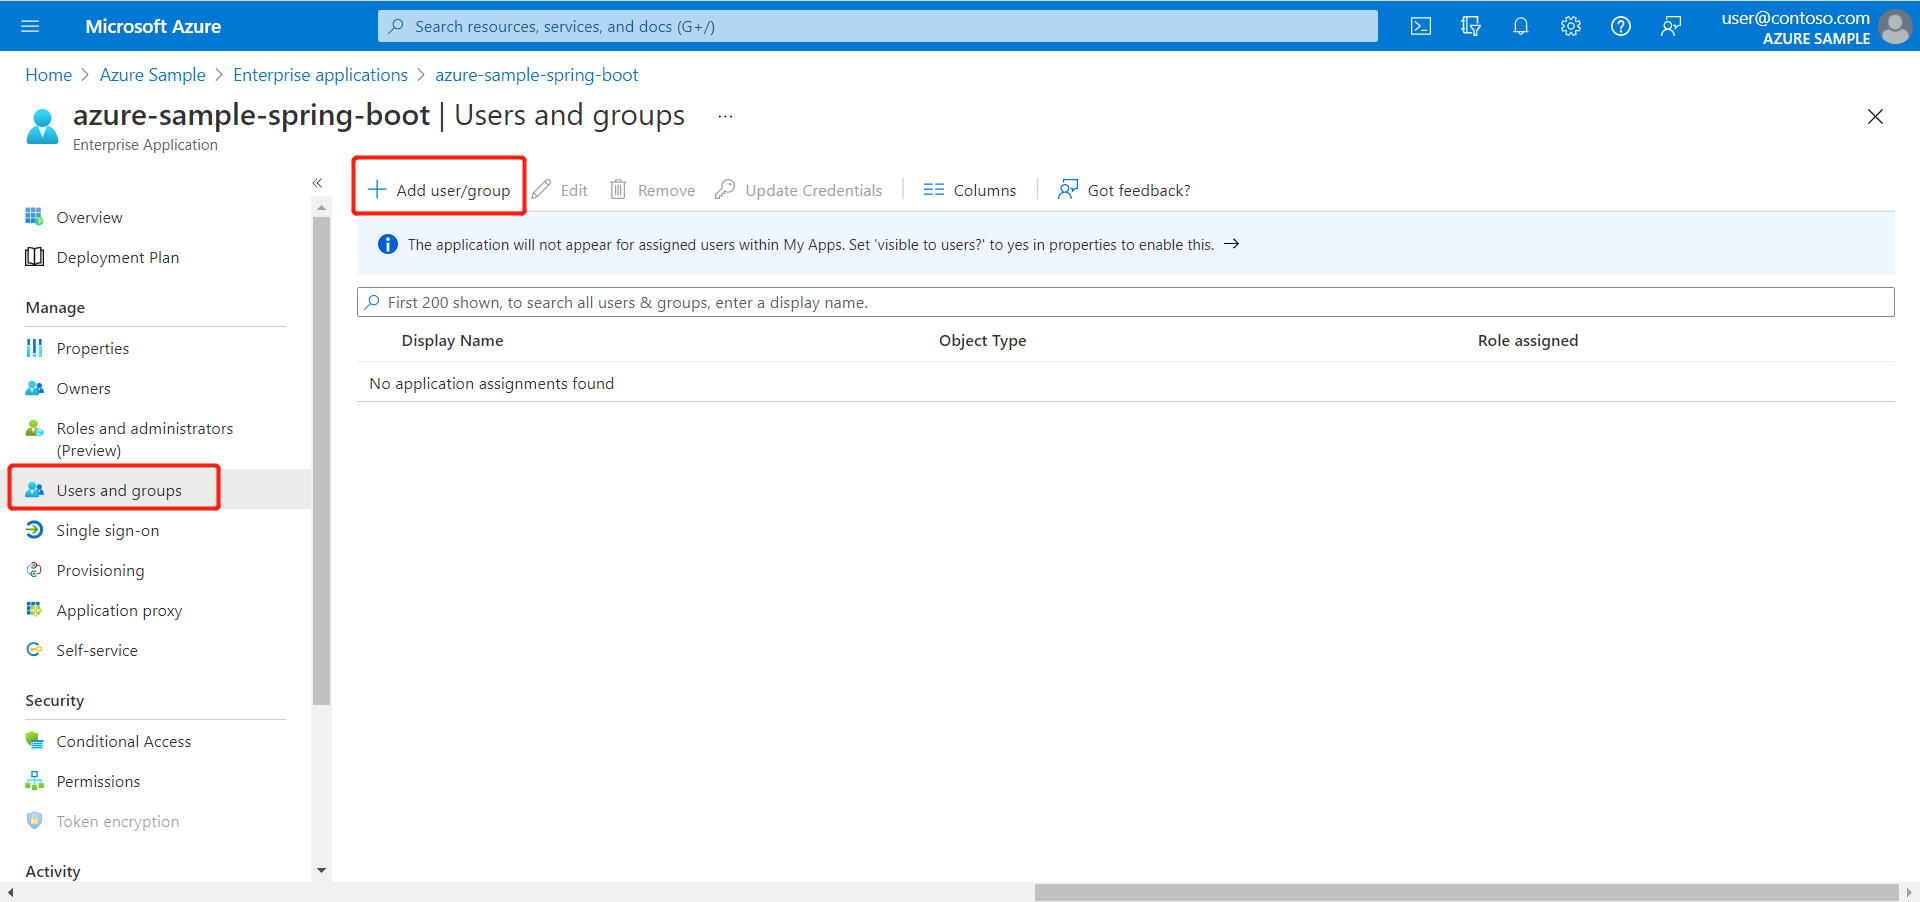 Microsoft Azure
Search resources, services, and docs (G+/)
user@contoso.com
AZURE SAMPLE
Home > Azure Sample > Enterprise applications > azure-sample-spring-boot
azure-sample-spring-boot | Users and groups ...
Enterprise Application
Overview
Deployment Plan
Manage
Properties
Owners
Roles and administrators
(Preview)
Users and groups
Single sign-on
Provisioning
Application proxy
Self-service
Security
Conditional Access
Permissions
Token encryption
Activity
Add user/group
Edit
Remove
Update Credentials
Columns
Got feedback?
The application will not appear for assigned users within My Apps. Set 'visible to users?' to yes in properties to enable this. →
First 200 shown, to search all users & groups, enter a display name.
Display Name
Object Type
Role assigned
No application assignments found